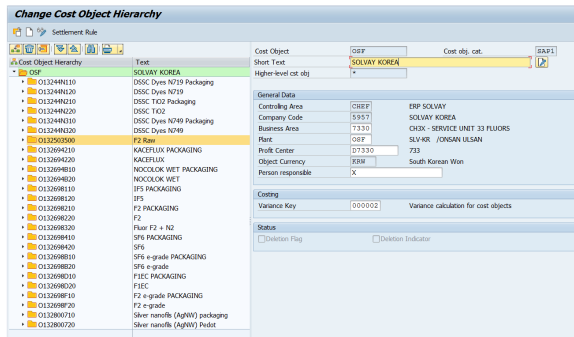 Change Cost Object Hierarchy
Settlement Rule
Cost Object Hierarchy Text
OSF SOLVAY KOREA
O13244N110 DSSC Dyes N719 Packaging
O13244N120 DSSC Dyes N719
O13244N210 DSSC TiO2 Packaging
O13244N220 DSSC TiO2
O13244N310 DSSC Dyes N749 Packaging
O13244N320 DSSC Dyes N749
O132503500 F2 Raw
O132694210 KACEFLUX PACKAGING
O132694220 KACEFLUX
O132694B10 NOCOLOK WET PACKAGING
O132694B20 NOCOLOK WET
O132698110 IF5 PACKAGING
O132698120 IF5
O132698210 F2 PACKAGING
O132698220 F2
O132698320 Fluor F2 + N2
O132698410 SF6 PACKAGING
O132698420 SF6
O132698B10 SF6 e-grade PACKAGING
O132698B20 SF6 e-grade
O132698D10 F1EC PACKAGING
O132698D20 F1EC
O132698F10 F2 e-grade PACKAGING
O132698F20 F2 e-grade
O132800710 Silver nanofils (AgNW) packaging
O132800720 Silver nanofils (AgNW) Pedot
Cost Object OSF Cost obj. cat. SAP1
Short Text SOLVAY KOREA
Higher-level cst obj *
General Data
Controlling Area CHEF ERP SOLVAY
Company Code 5957 SOLVAY KOREA
Business Area 7330 CH3X - SERVICE UNIT 33 FLUORS
Plant OSF SLV-KR /ONSAN ULSAN
Profit Center D7330 733
Object Currency KRW South Korean Won
Person responsible X
Costing
Variance Key 000002 Variance calculation for cost objects
Status
Deletion Flag Deletion Indicator